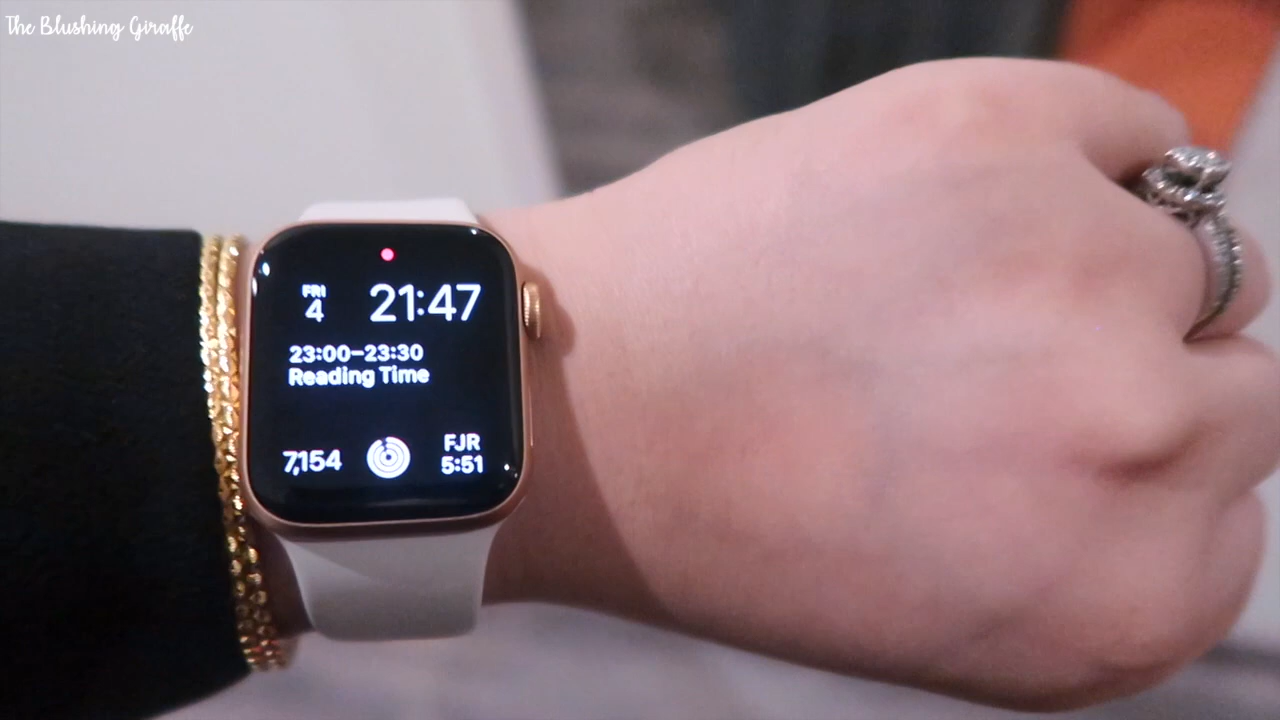 The Blushing Giraffe
FRI
4
21:47
23:00–23:30
Reading Time
7,154
FJR
5:51